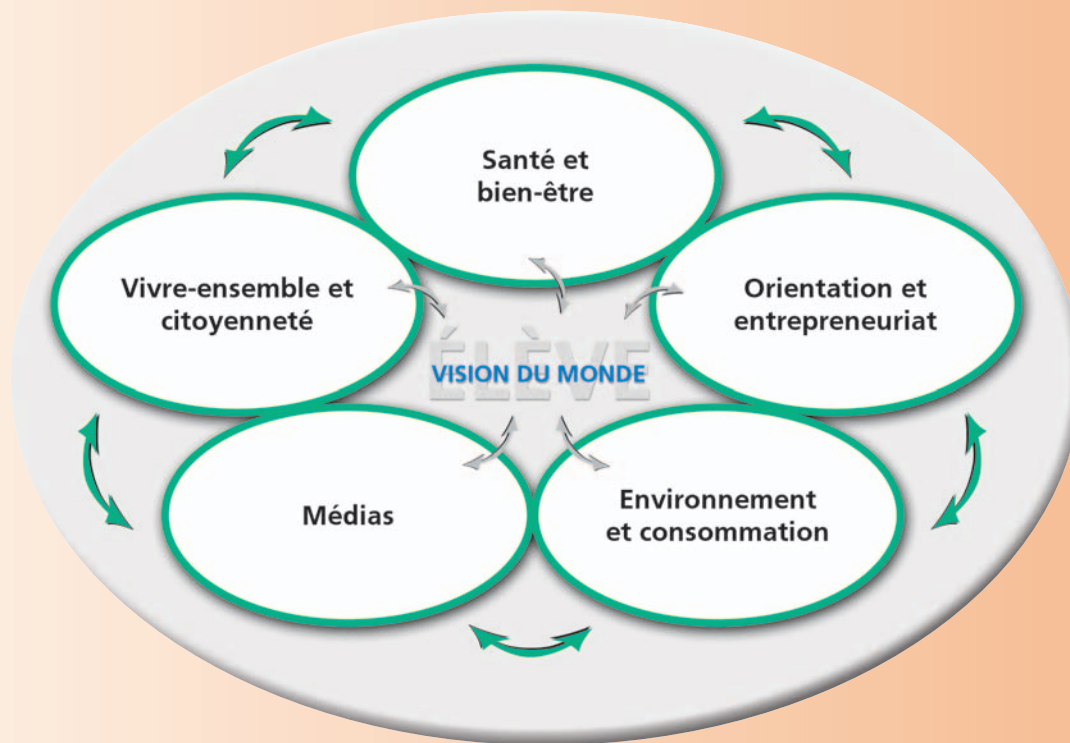 Santé et
bien-être
Vivre-ensemble et
citoyenneté
Orientation et
entrepreneuriat
ÉLÈVE
VISION DU MONDE
Médias
Environnement
et consommation